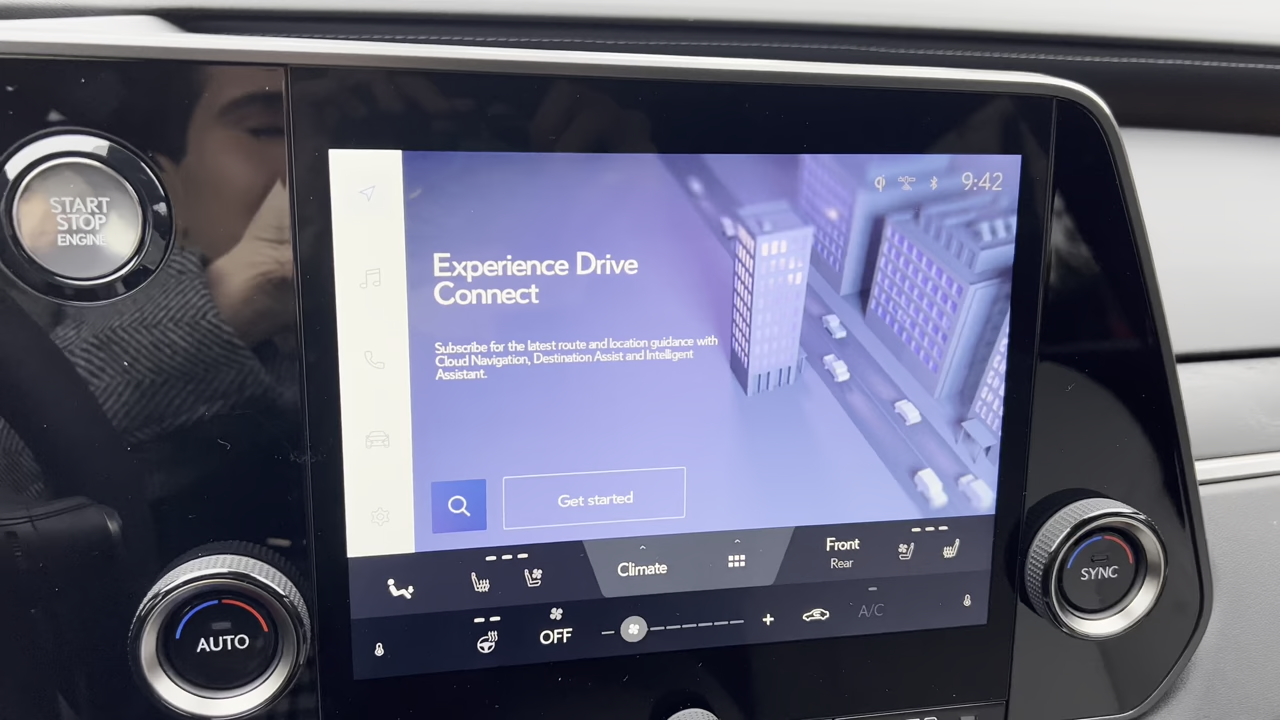 START
STOP
ENGINE
9:42
Experience Drive
Connect
Subscribe for the latest route and location guidance with
Cloud Navigation, Destination Assist and Intelligent
Assistant.
Get started
Climate
Front
Rear
OFF
A/C
AUTO
SYNC